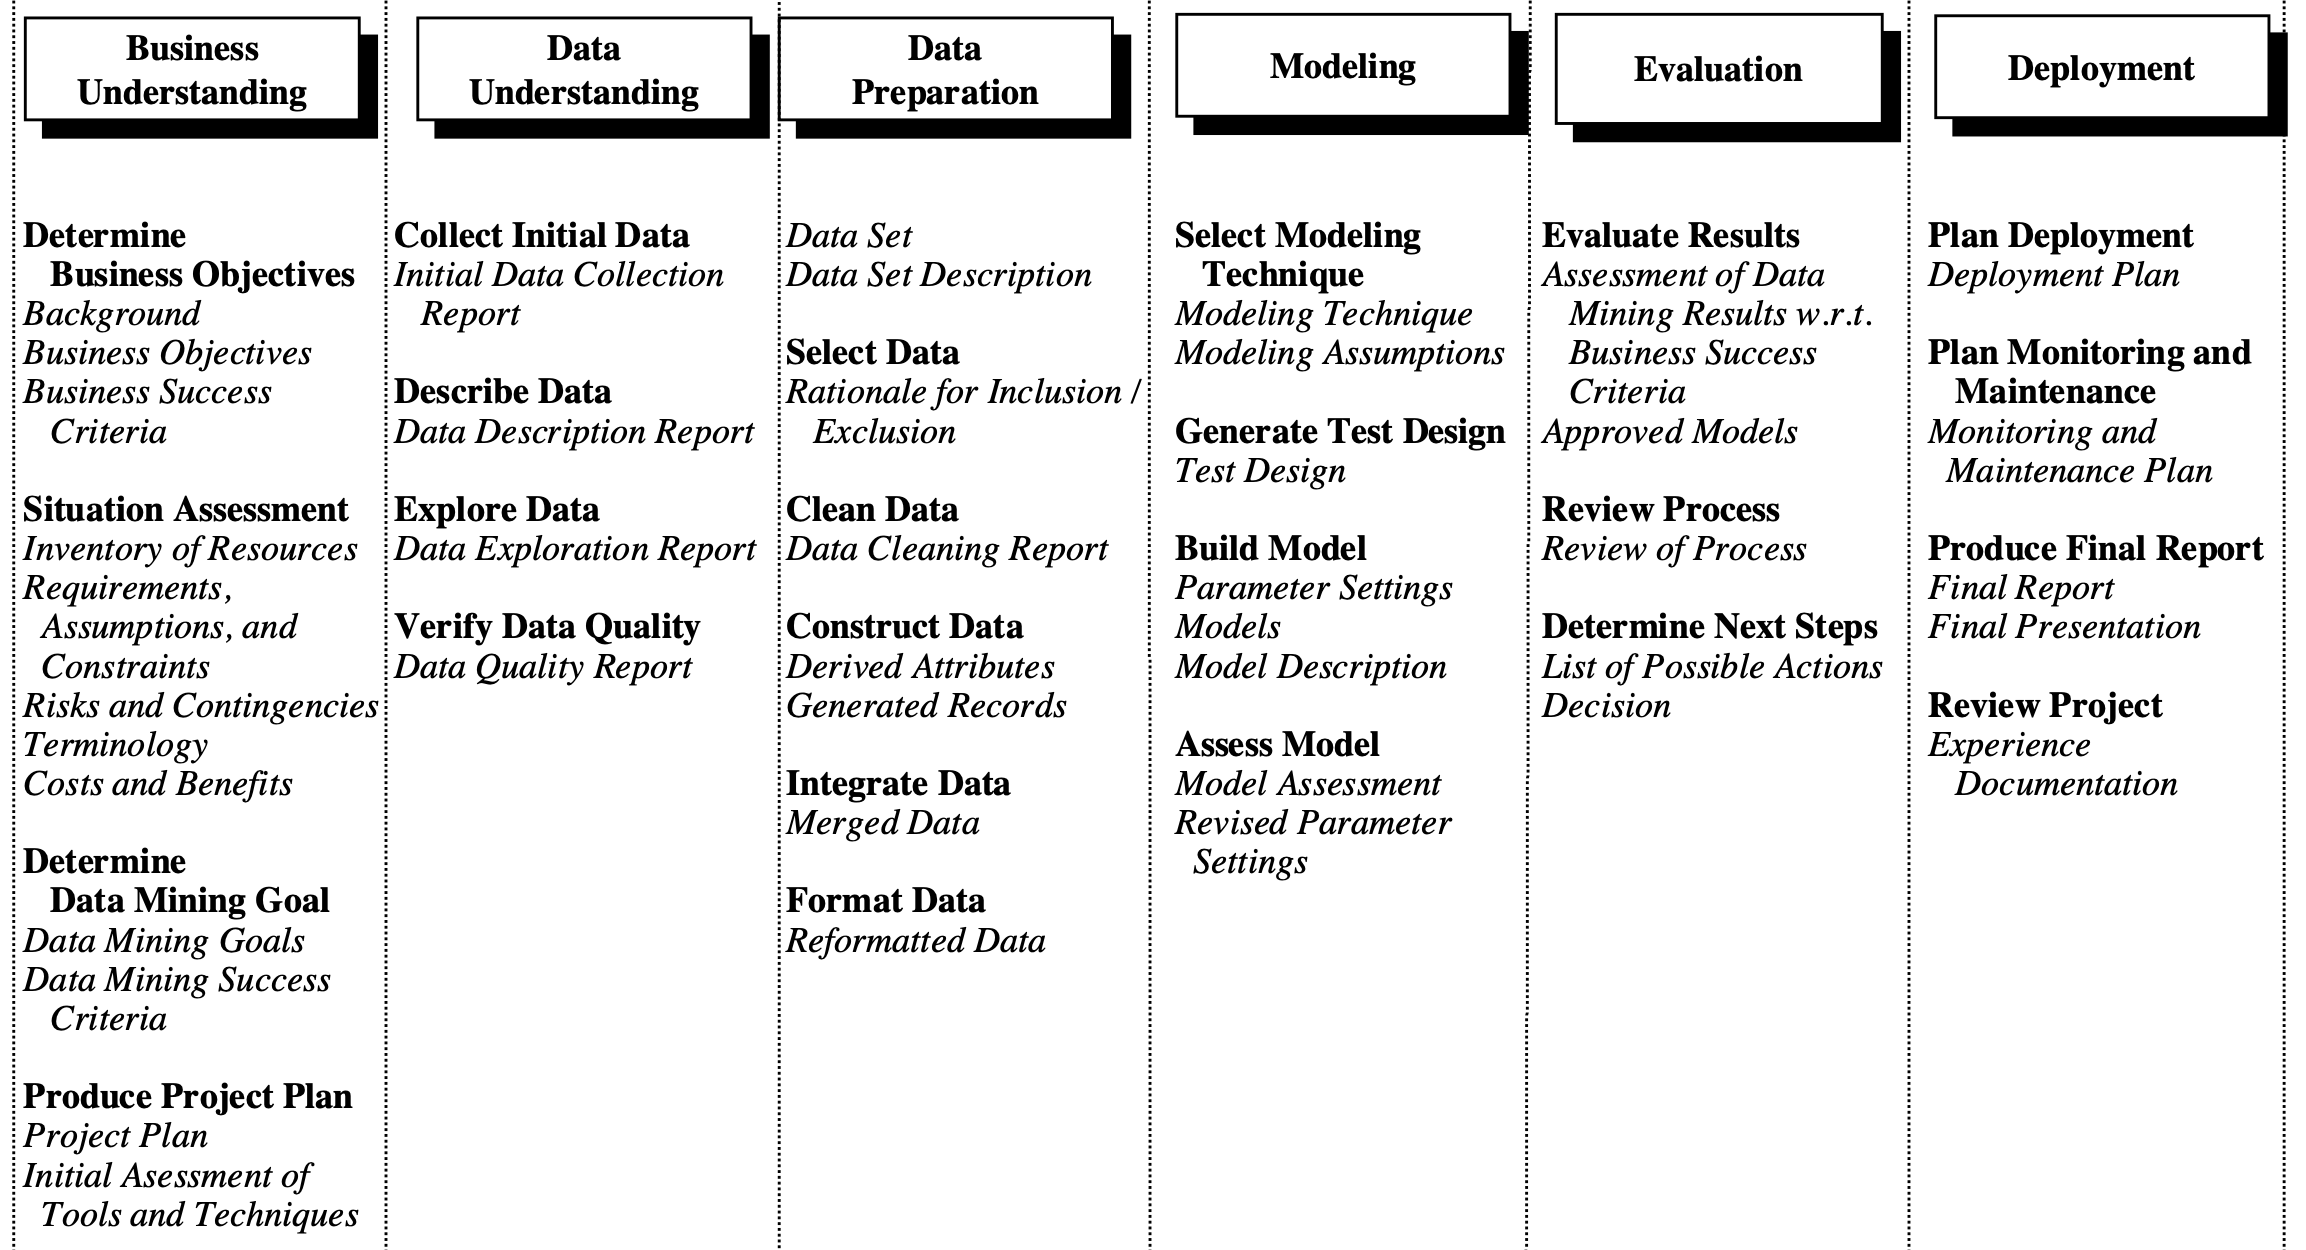 Business
Understanding
Determine
Business Objectives
Background
Business Objectives
Business Success
Criteria
Situation Assessment
Inventory of Resources
Requirements,
Assumptions, and
Constraints
Risks and Contingencies
Terminology
Costs and Benefits
Determine
Data Mining Goal
Data Mining Goals
Data Mining Success
Criteria
Produce Project Plan
Project Plan
Initial Asessment of
Tools and Techniques
Data
Understanding
Collect Initial Data
Initial Data Collection
Report
Describe Data
Data Description Report
Explore Data
Data Exploration Report
Verify Data Quality
Data Quality Report
Data
Preparation
Data Set
Data Set Description
Select Data
Rationale for Inclusion /
Exclusion
Clean Data
Data Cleaning Report
Construct Data
Derived Attributes
Generated Records
Integrate Data
Merged Data
Format Data
Reformatted Data
Modeling
Select Modeling
Technique
Modeling Technique
Modeling Assumptions
Generate Test Design
Test Design
Build Model
Parameter Settings
Models
Model Description
Assess Model
Model Assessment
Revised Parameter
Settings
Evaluation
Evaluate Results
Assessment of Data
Mining Results w.r.t.
Business Success
Criteria
Approved Models
Review Process
Review of Process
Determine Next Steps
List of Possible Actions
Decision
Deployment
Plan Deployment
Deployment Plan
Plan Monitoring and
Maintenance
Monitoring and
Maintenance Plan
Produce Final Report
Final Report
Final Presentation
Review Project
Experience
Documentation